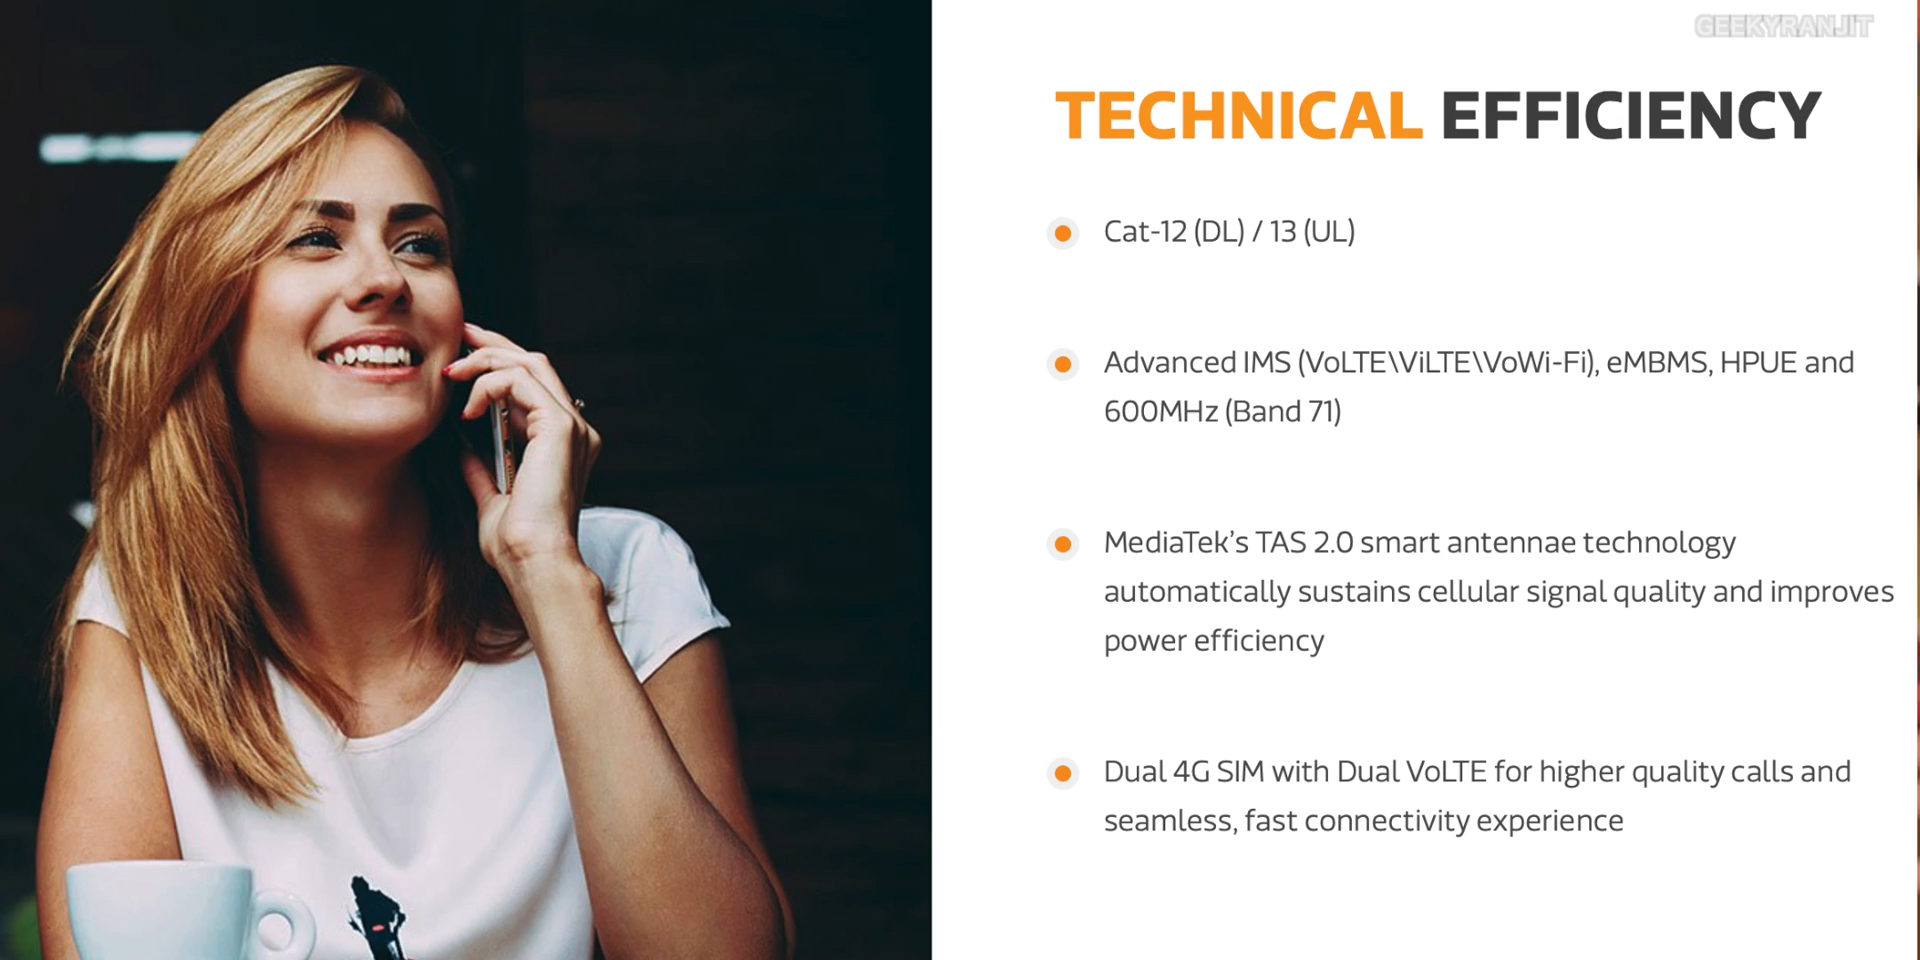 GEEKYRANJIT
TECHNICAL EFFICIENCY
Cat-12 (DL) / 13 (UL)
Advanced IMS (VoLTE\ViLTE\VoWi-Fi), eMBMS, HPUE and
600MHz (Band 71)
MediaTek’s TAS 2.0 smart antennae technology
automatically sustains cellular signal quality and improves
power efficiency
Dual 4G SIM with Dual VoLTE for higher quality calls and
seamless, fast connectivity experience